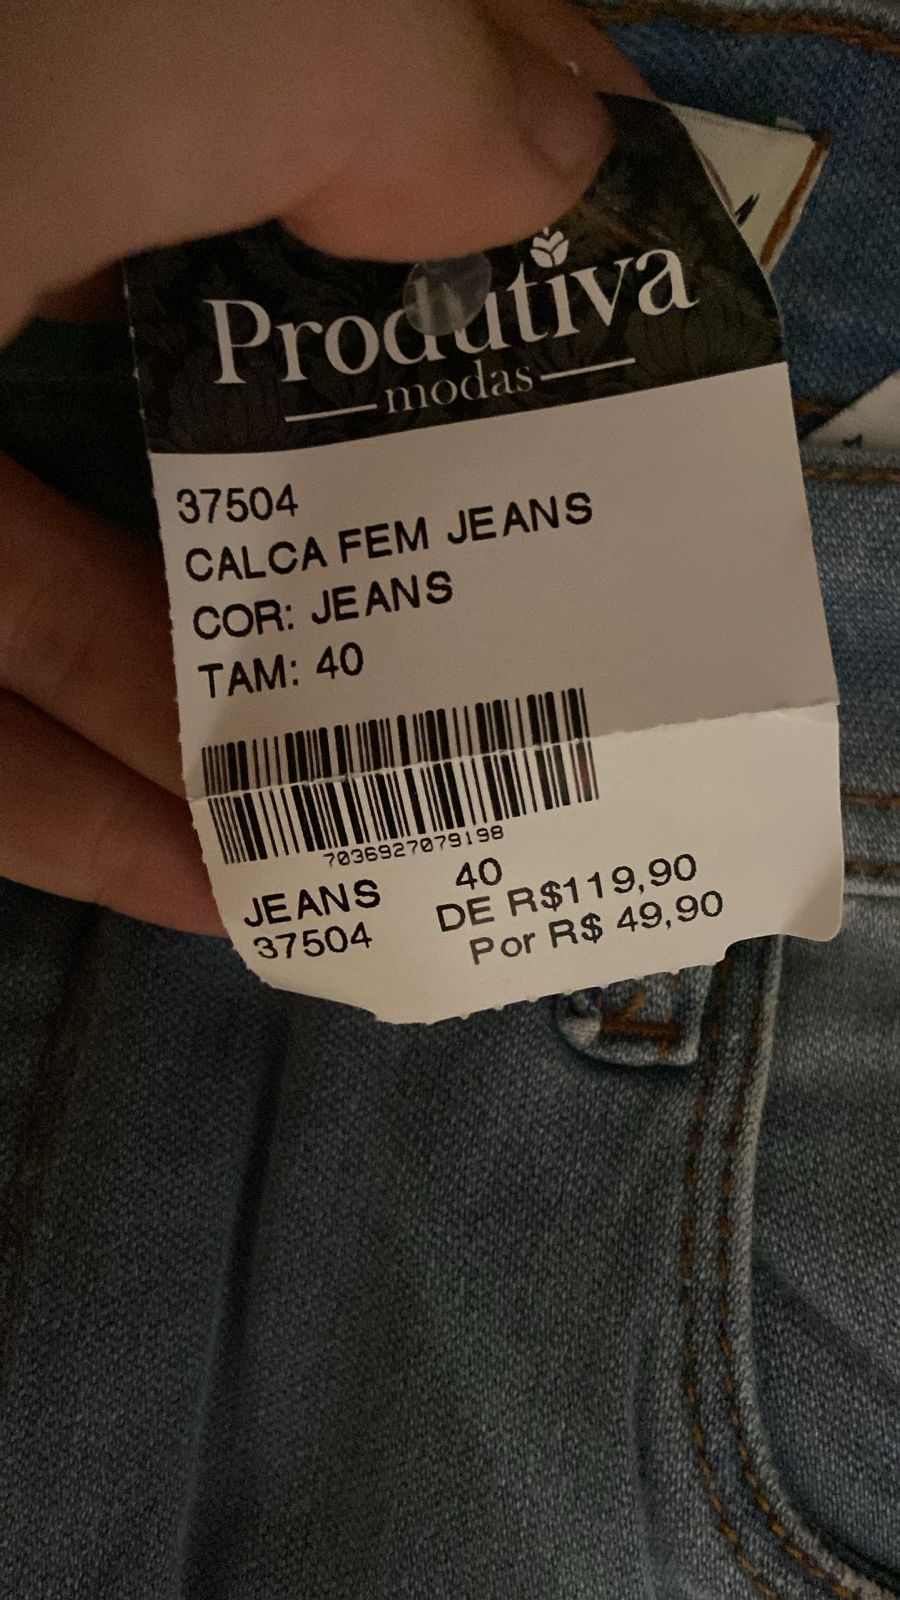 Produtiva
modas
37504
CALCA FEM JEANS
COR: JEANS
TAM: 40
7036927079198
JEANS 40
DE R$119,90
37504
Por R$ 49,90